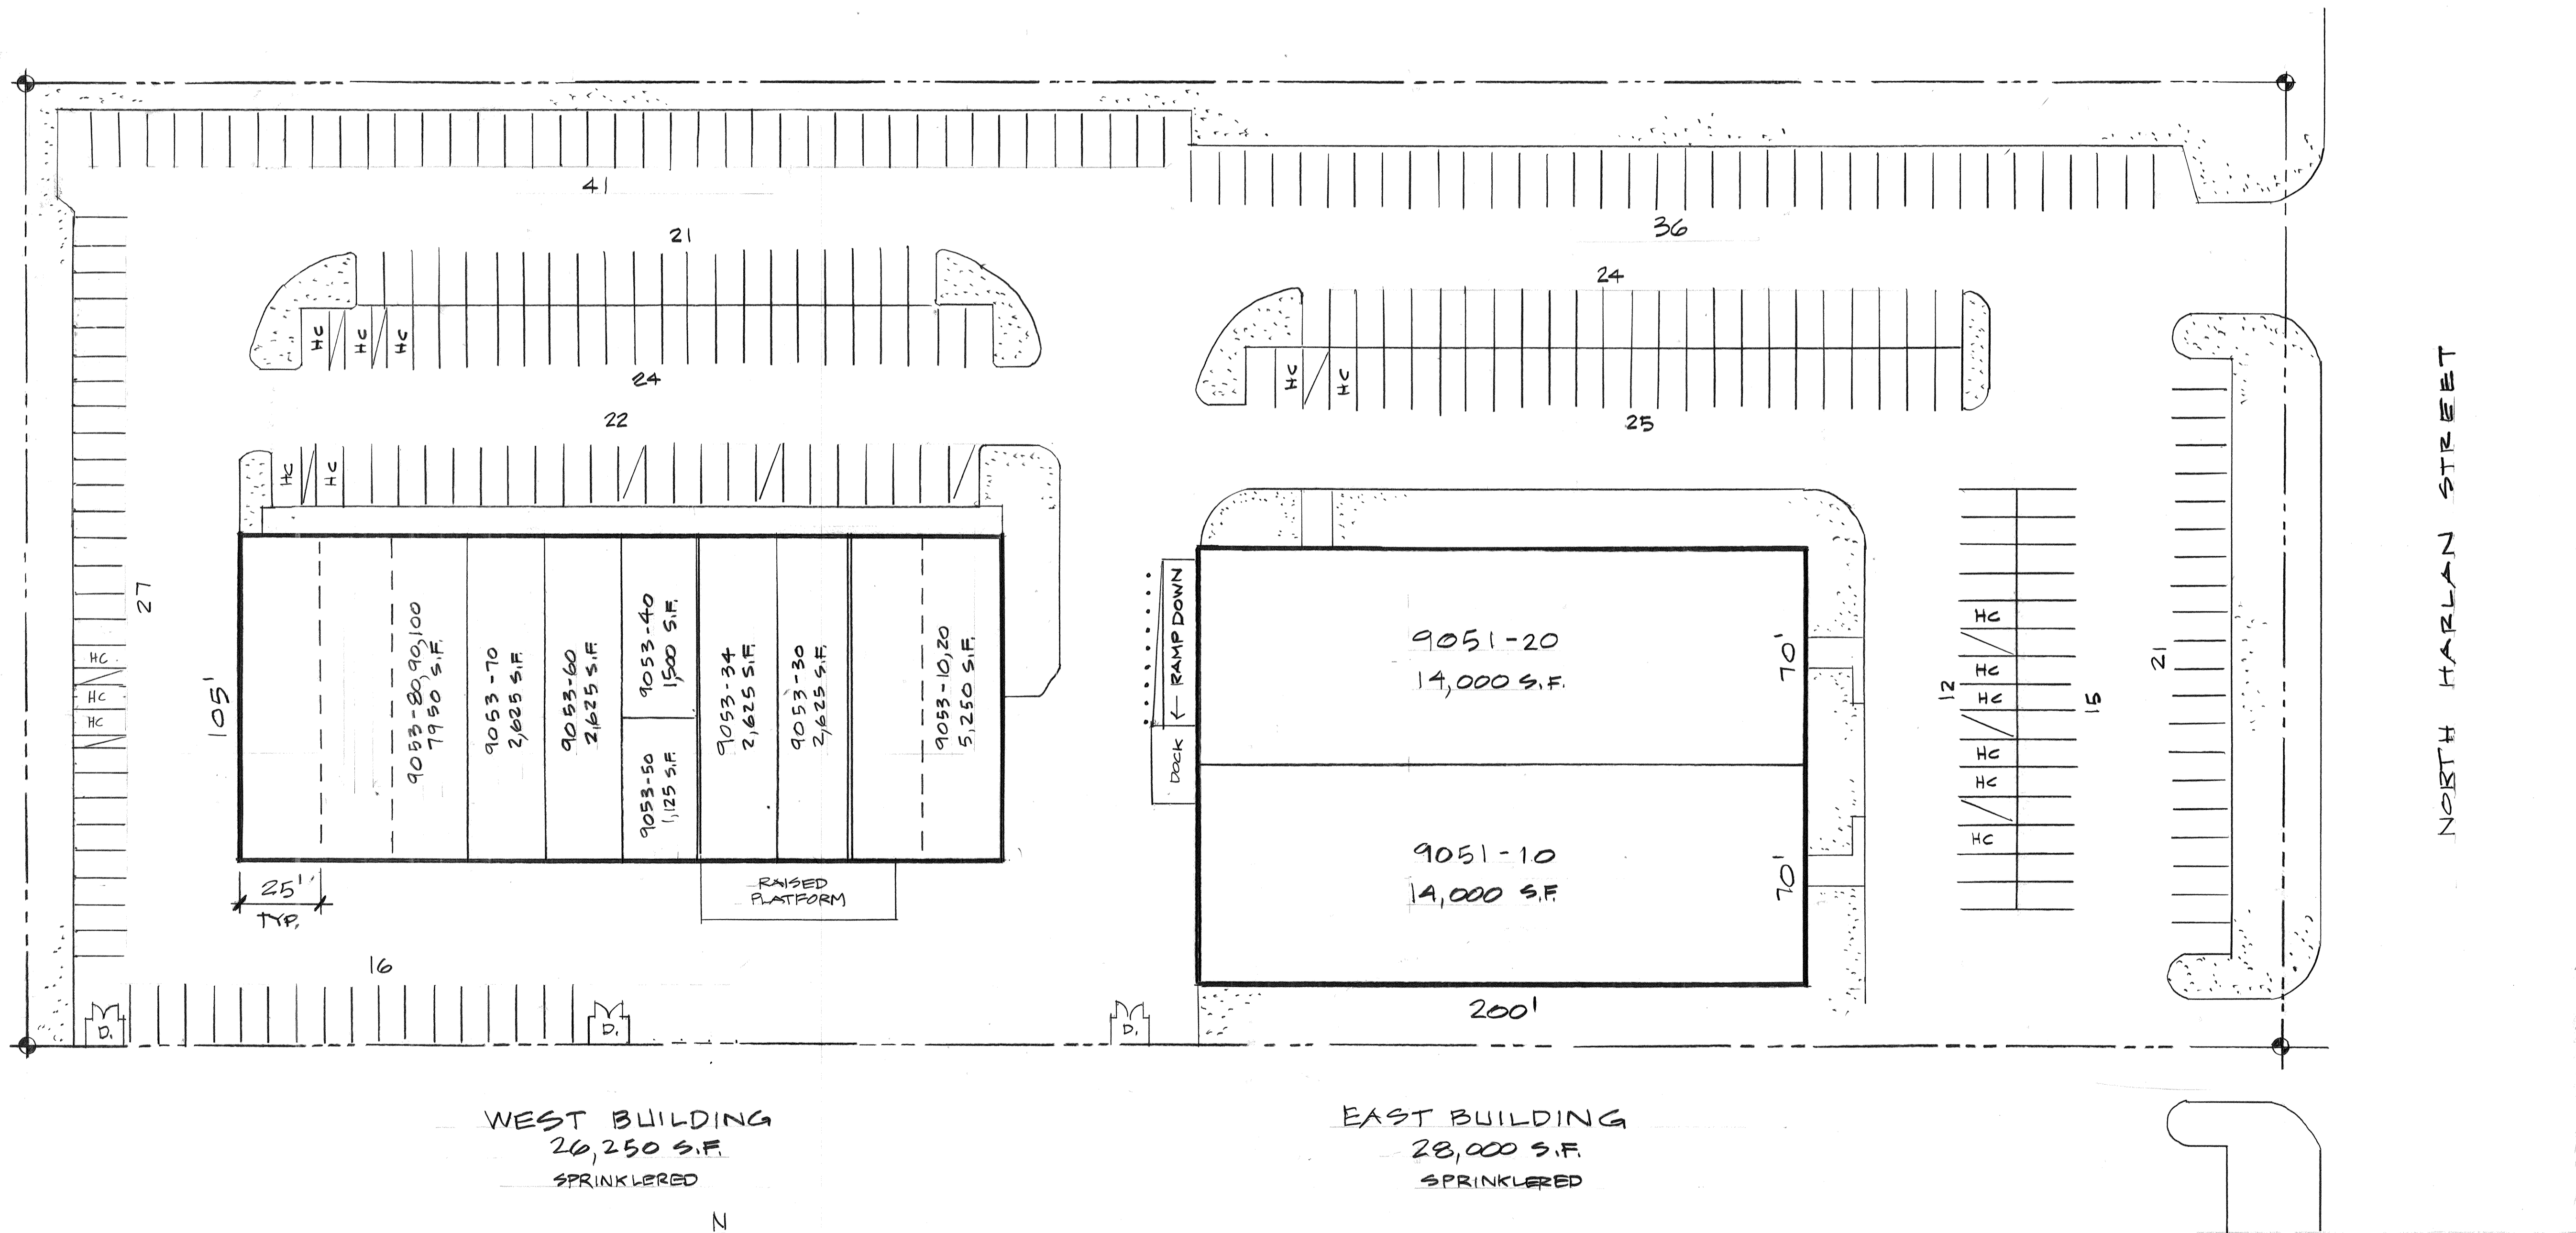 41
36
21
24
HC
HC
HC
24
HC
HC
25
22
HC
HC
27
HC
HC
HC
105'
9053-80,90,100
7950 S.F.
9053-70
2,625 S.F.
9053-60
2,625 S.F.
9053-40
1,500 S.F.
9053-50
1,125 S.F.
9053-34
2,625 S.F.
9053-30
2,625 S.F.
9053-10,20
5,250 S.F.
25'
TYP.
RAISED
PLATFORM
DOCK
← RAMP DOWN
9051-20
14,000 S.F.
70'
9051-10
14,000 S.F.
70'
200'
HC
HC
HC
HC
HC
HC
12
15
21
NORTH HARLAN STREET
16
D.
D.
D.
WEST BUILDING
26,250 S.F.
SPRINKLERED
EAST BUILDING
28,000 S.F.
SPRINKLERED
N